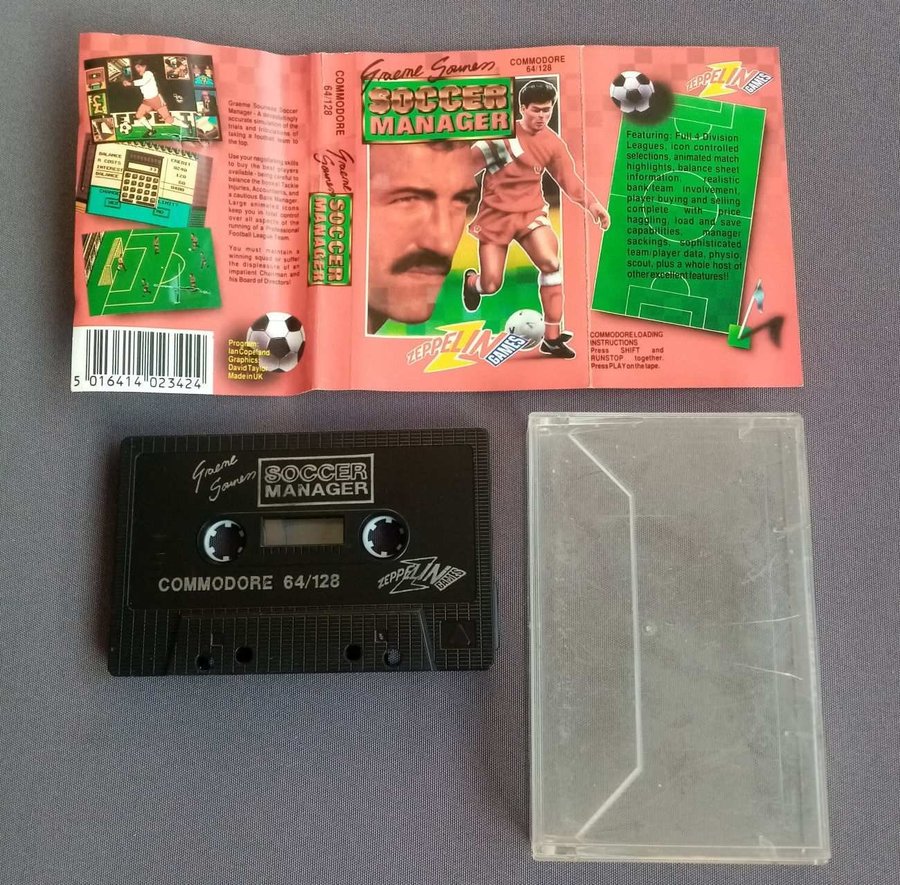 Graeme Souness Soccer
Manager - A devastatingly
accurate simulation of the
trials and tribulations of
taking a football team to
the top.
Use your negotiating skills
to buy the best players
available - being careful to
balance the books! Tackle
Injuries, Accountants, and
a cautious Bank Manager.
Large animated icons
keep you in total control
over all aspects of the
running of a Professional
Football League Team.
You must maintain a
winning squad or suffer
the displeasure of an
impatient Chairman and
his Board of Directors!
BALANCE
CREDIT
A COSTS
INTEREST
BALANCE
LIMITS
NO
5 016414 023424
Program:
Ian Copeland
Graphics:
David Taylor
Made in UK
COMMODORE
64/128
Graeme
Souness
SOCCER
MANAGER
Graeme Souness
COMMODORE
64/128
SOCCER
MANAGER
ZEPPELIN
GAMES
ZEPPELIN
GAMES
Featuring: Full 4 Division
Leagues, icon controlled
selections, animated match
highlights, balance sheet
information, realistic
bank/team involvement,
player buying and selling
complete with price
haggling, load and save
capabilities, manager
sackings, sophisticated
team/player data, physio,
scout, plus a whole host of
other excellent features!!
COMMODORE LOADING
INSTRUCTIONS
Press SHIFT and
RUNSTOP together.
Press PLAY on the tape.
Graeme
Souness
SOCCER
MANAGER
COMMODORE 64/128
ZEPPELIN
GAMES